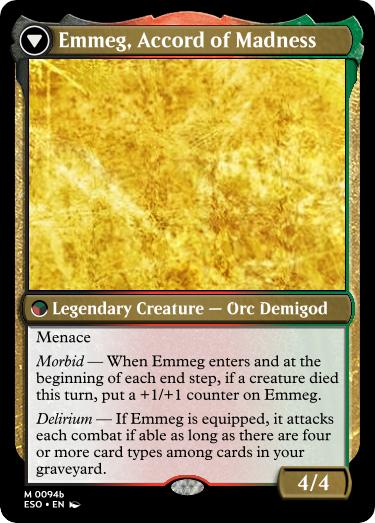 Emmeg, Accord of Madness
Legendary Creature — Orc Demigod
Menace
Morbid — When Emmeg enters and at the
beginning of each end step, if a creature died
this turn, put a +1/+1 counter on Emmeg.
Delirium — If Emmeg is equipped, it attacks
each combat if able as long as there are four
or more card types among cards in your
graveyard.
4/4
M 0094b
ESO • EN